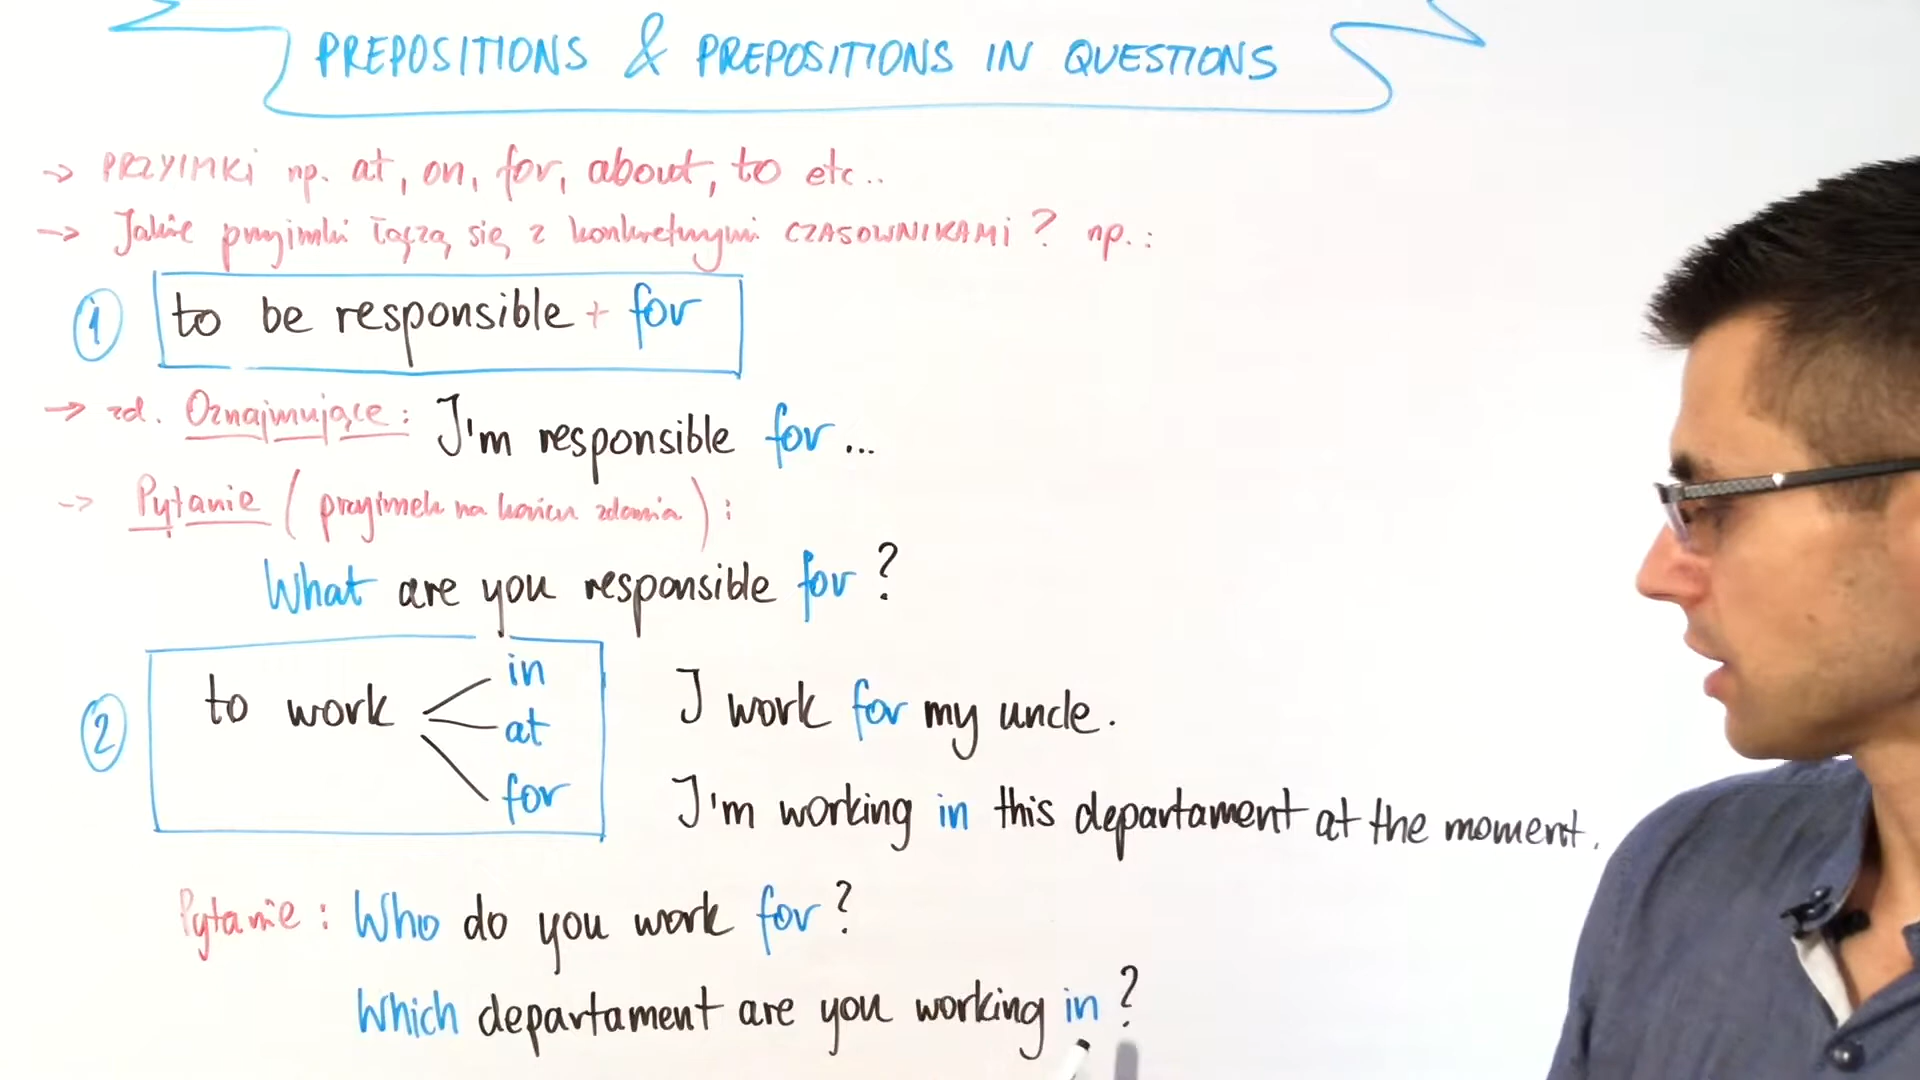 PREPOSITIONS & PREPOSITIONS IN QUESTIONS
→ PRZYIMKI np. at, on, for, about, to etc..
→ Jakie przyimki łączą się z konkretnymi CZASOWNIKAMI? np.:
1 to be responsible + for
→ zd. Oznajmujące: I'm responsible for...
→ Pytanie (przyimek na końcu zdania):
What are you responsible for?
2 to work in
at
for
I work for my uncle.
I'm working in this departament at the moment.
Pytanie: Who do you work for?
Which departament are you working in?